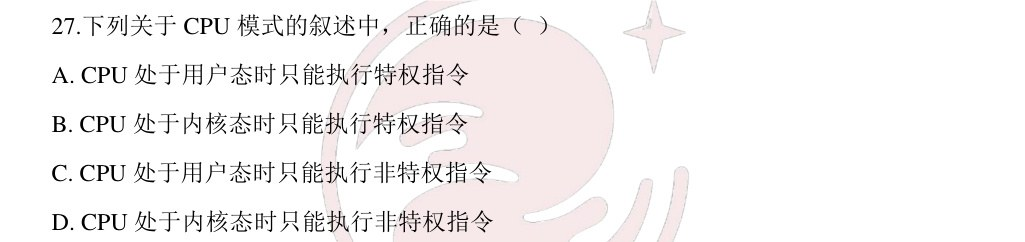 27.下列关于 CPU 模式的叙述中，正确的是（ ）
A. CPU 处于用户态时只能执行特权指令
B. CPU 处于内核态时只能执行特权指令
C. CPU 处于用户态时只能执行非特权指令
D. CPU 处于内核态时只能执行非特权指令